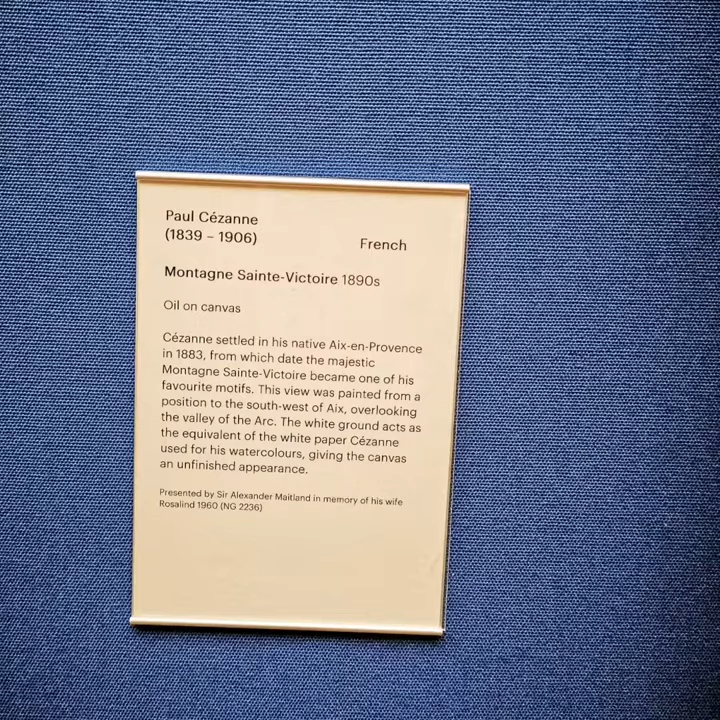 Paul Cézanne
(1839 – 1906)
French
Montagne Sainte-Victoire 1890s
Oil on canvas
Cézanne settled in his native Aix-en-Provence
in 1883, from which date the majestic
Montagne Sainte-Victoire became one of his
favourite motifs. This view was painted from a
position to the south-west of Aix, overlooking
the valley of the Arc. The white ground acts as
the equivalent of the white paper Cézanne
used for his watercolours, giving the canvas
an unfinished appearance.
Presented by Sir Alexander Maitland in memory of his wife
Rosalind 1960 (NG 2236)